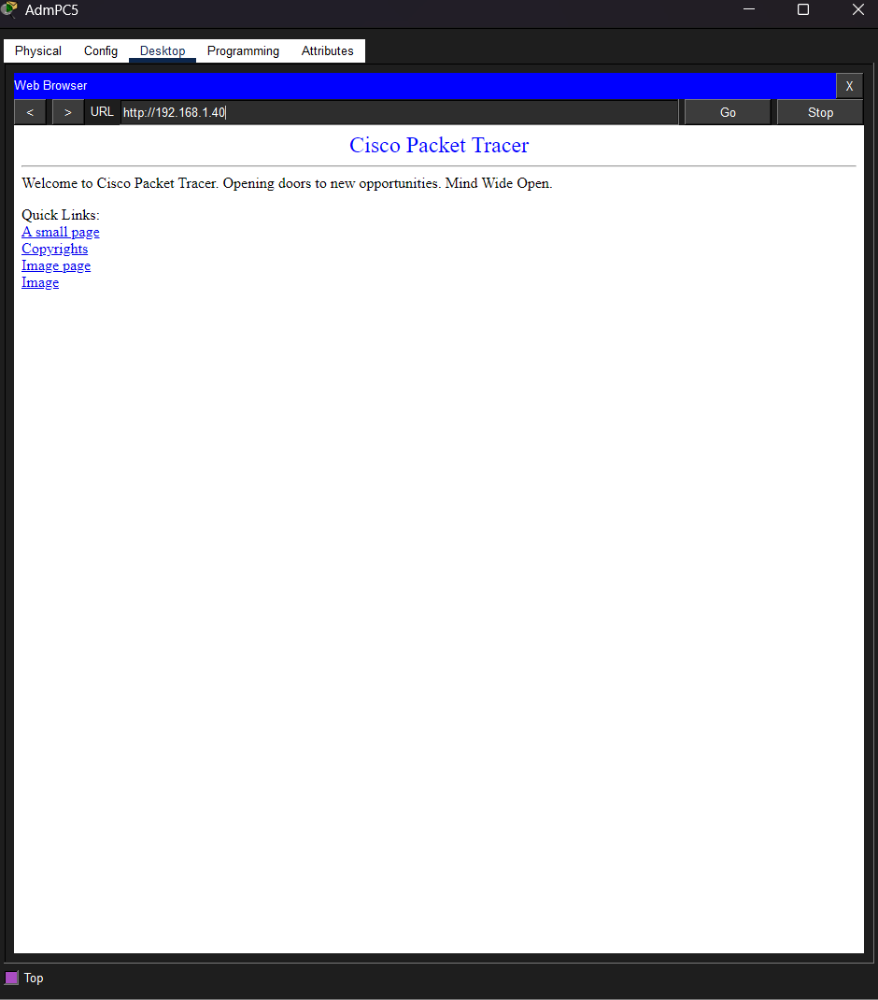 AdmPC5
Physical Config Desktop Programming Attributes
Web Browser X
< > URL http://192.168.1.40 Go Stop
Cisco Packet Tracer
Welcome to Cisco Packet Tracer. Opening doors to new opportunities. Mind Wide Open.
Quick Links:
A small page
Copyrights
Image page
Image
Top